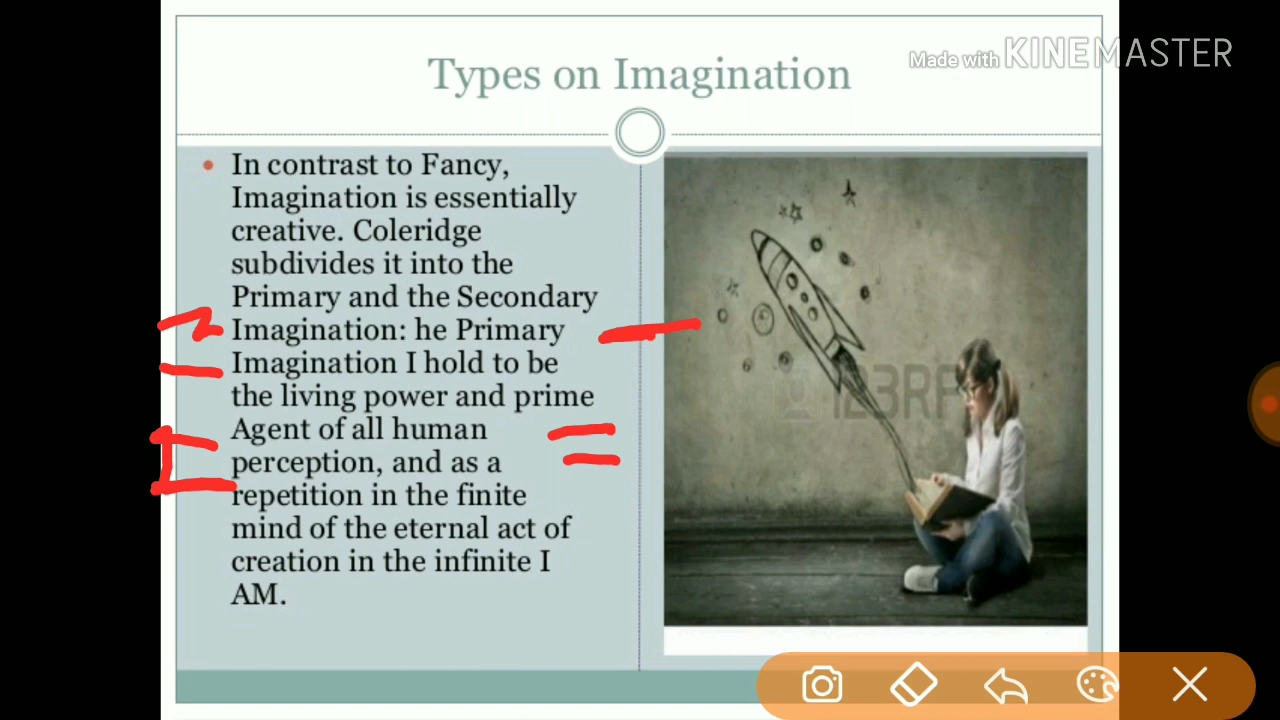 Made with KINEMASTER
Types on Imagination
In contrast to Fancy,
Imagination is essentially
creative. Coleridge
subdivides it into the
Primary and the Secondary
Imagination: he Primary
Imagination I hold to be
the living power and prime
Agent of all human
perception, and as a
repetition in the finite
mind of the eternal act of
creation in the infinite I
AM.
123RF